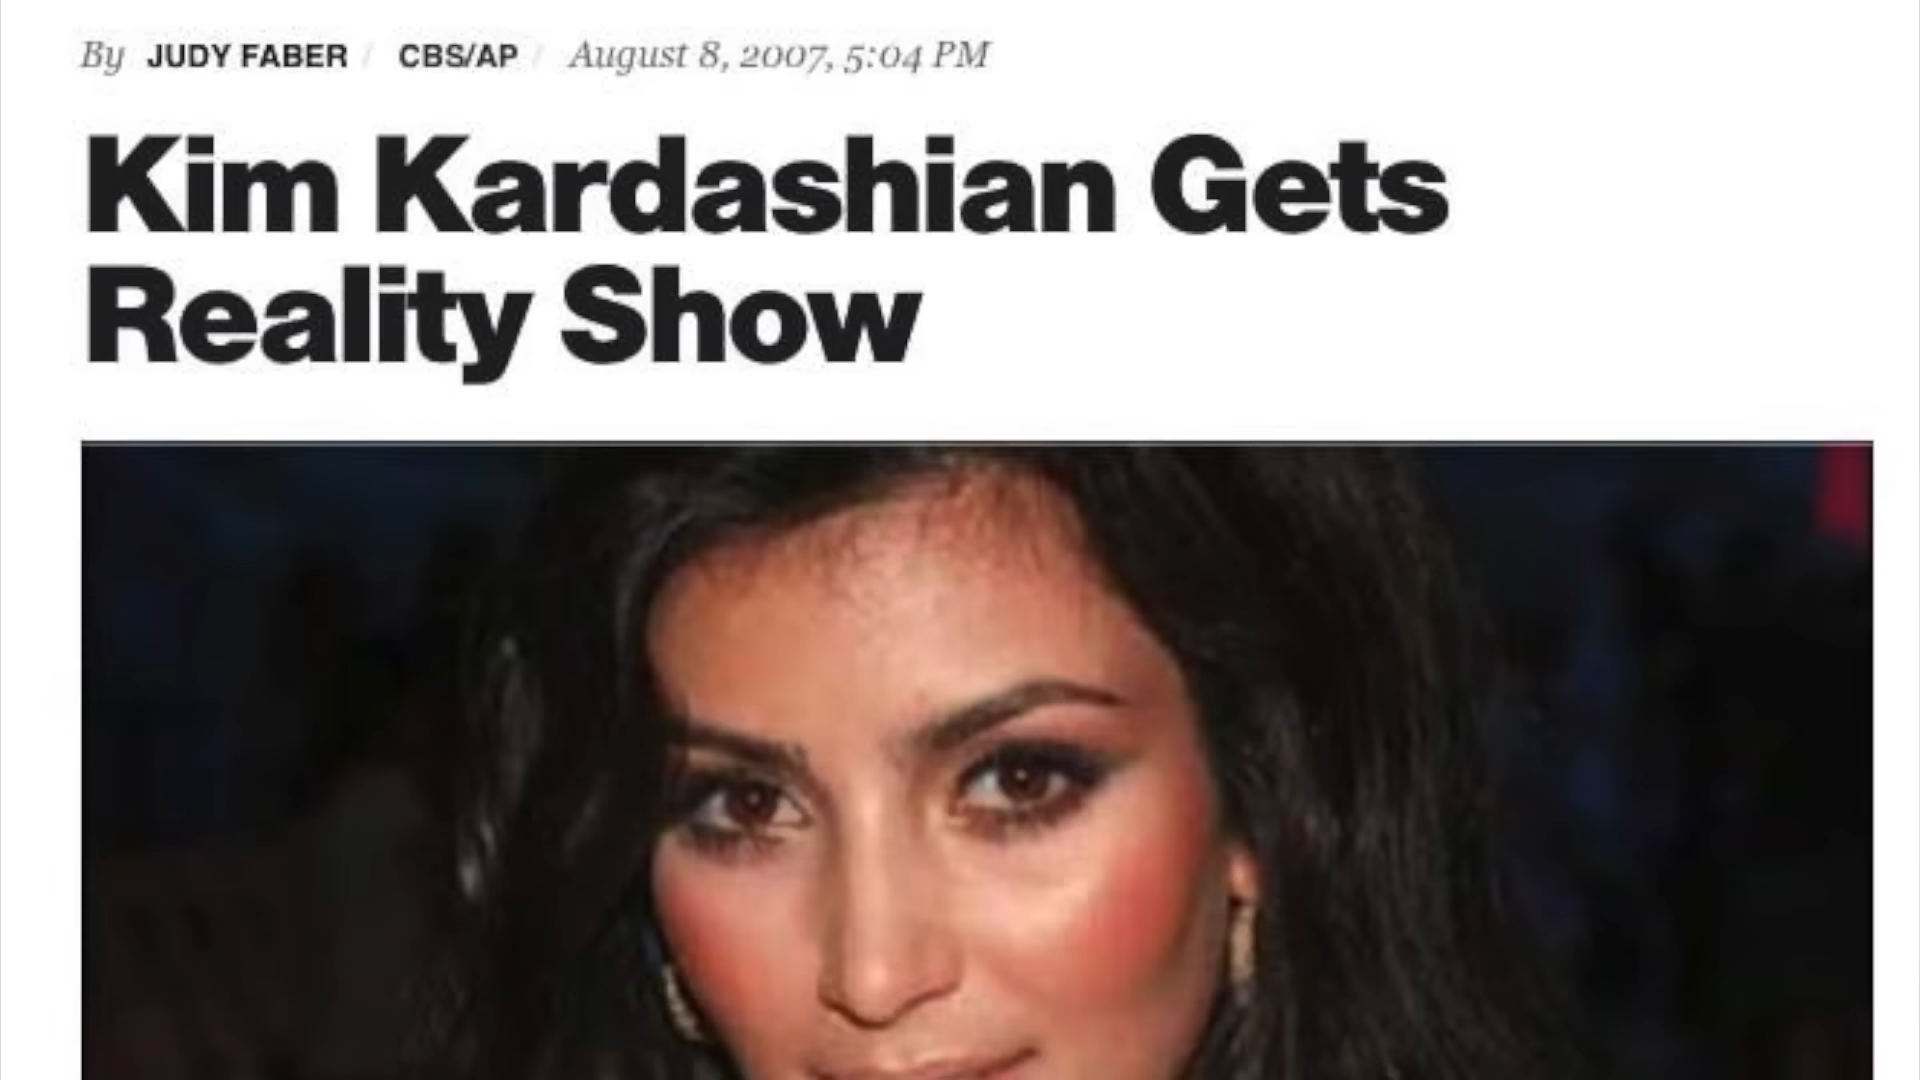 By JUDY FABER / CBS/AP / August 8, 2007, 5:04 PM
Kim Kardashian Gets
Reality Show